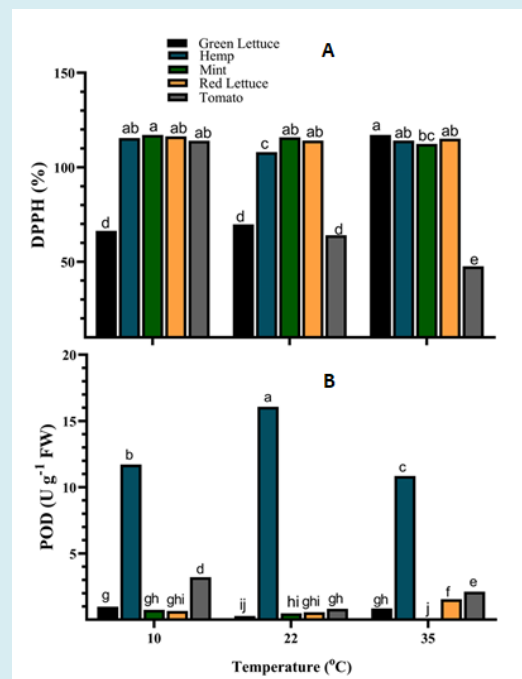 Green Lettuce
Hemp
Mint
Red Lettuce
Tomato
A
DPPH (%)
150
100
50
d ab a ab ab
d c ab ab d
a ab bc ab e
B
POD (U g⁻¹ FW)
20
15
10
5
g b gh ghi d
ij a hi ghi gh
gh c j f e
10 22 35
Temperature (°C)